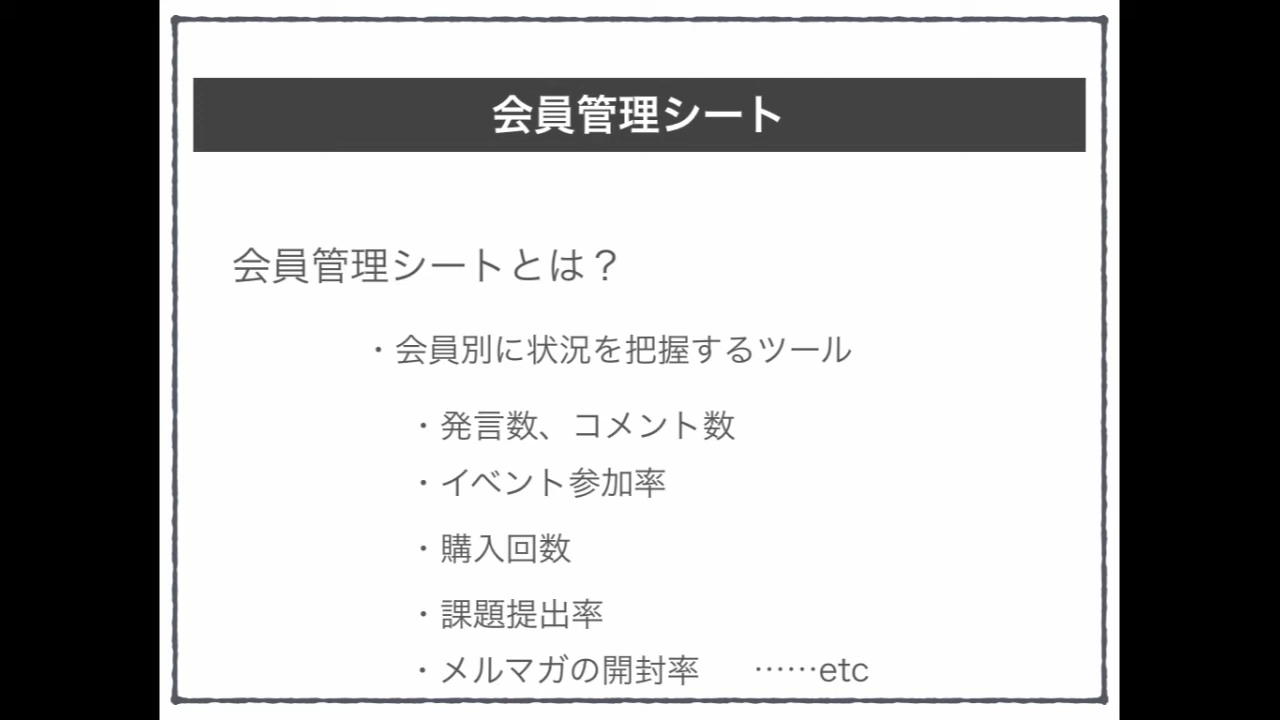 会員管理シート
会員管理シートとは？
・会員別に状況を把握するツール
・発言数、コメント数
・イベント参加率
・購入回数
・課題提出率
・メルマガの開封率　……etc